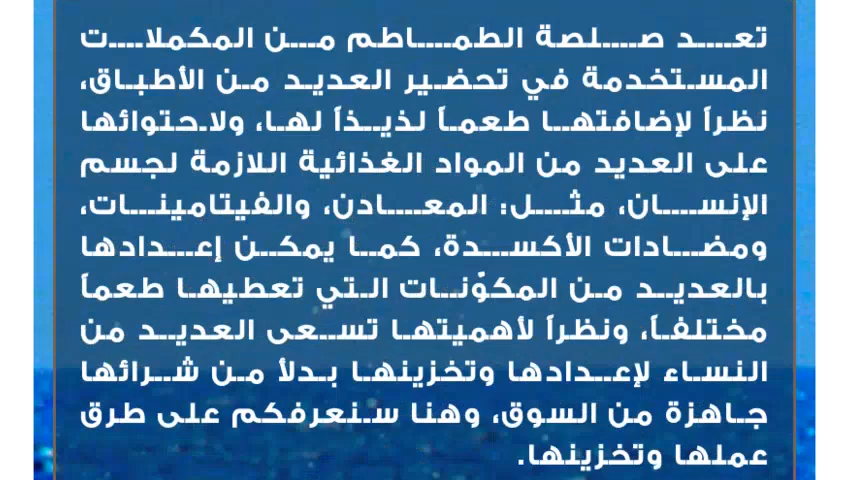 تعد صلصة الطماطم من المكملات
المستخدمة في تحضير العديد من الأطباق،
نظراً لإضافتها طعماً لذيذاً لها، ولاحتوائها
على العديد من المواد الغذائية اللازمة لجسم
الإنسان، مثل: المعادن، والفيتامينات،
ومضادات الأكسدة، كما يمكن إعدادها
بالعديد من المكوّنات التي تعطيها طعماً
مختلفاً، ونظراً لأهميتها تسعى العديد من
النساء لإعدادها وتخزينها بدلاً من شرائها
جاهزة من السوق، وهنا سنعرفكم على طرق
عملها وتخزينها.